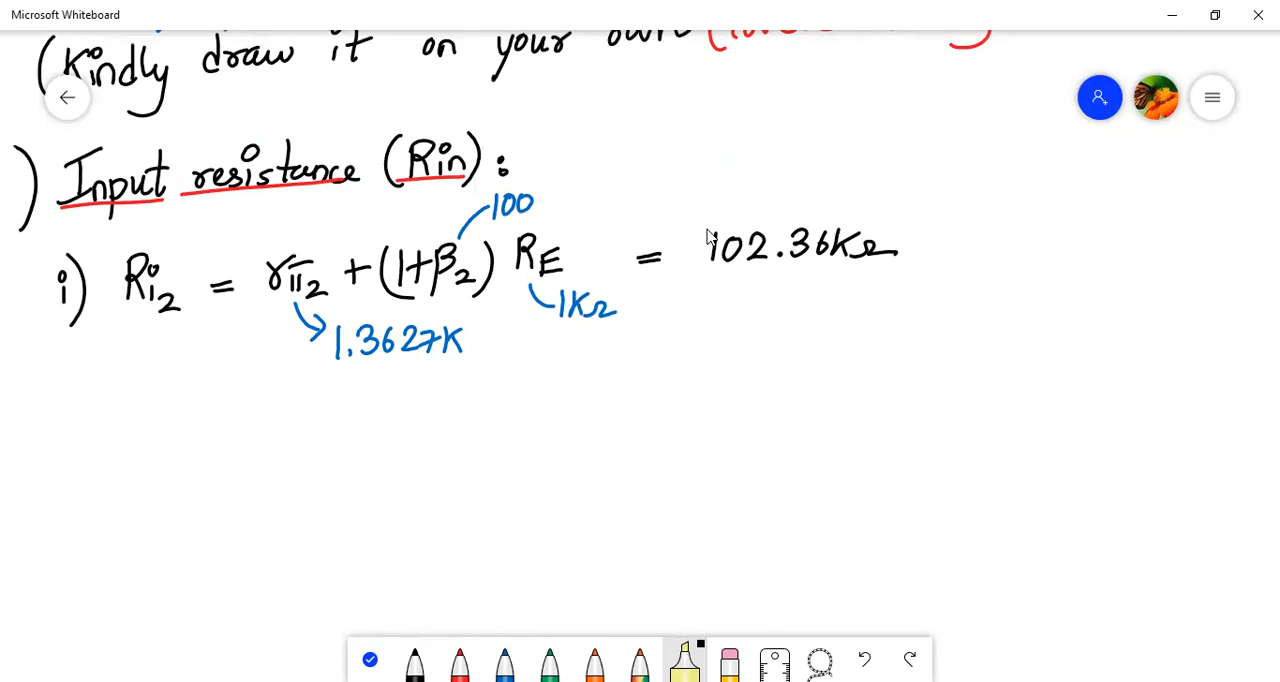 Microsoft Whiteboard
(Kindly draw it on your own (
) Input resistance (Rin) :
100
i) Ri2 = rπ2 + (1+β2) RE = 102.36KΩ
1KΩ
1.3627K